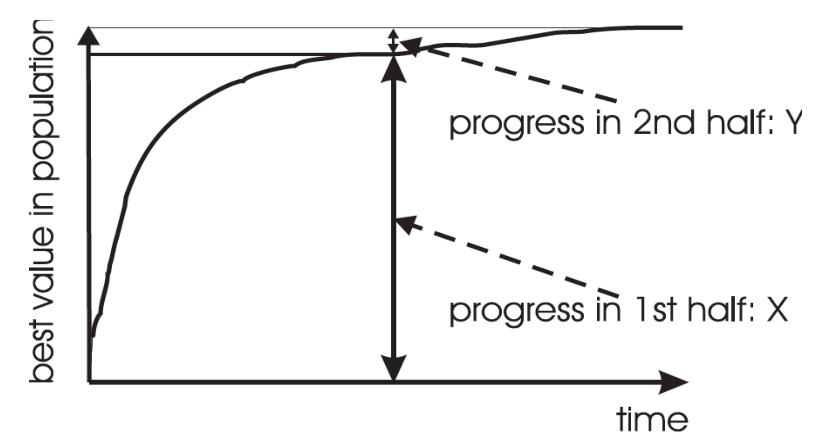 best value in population
progress in 2nd half: Y
progress in 1st half: X
time